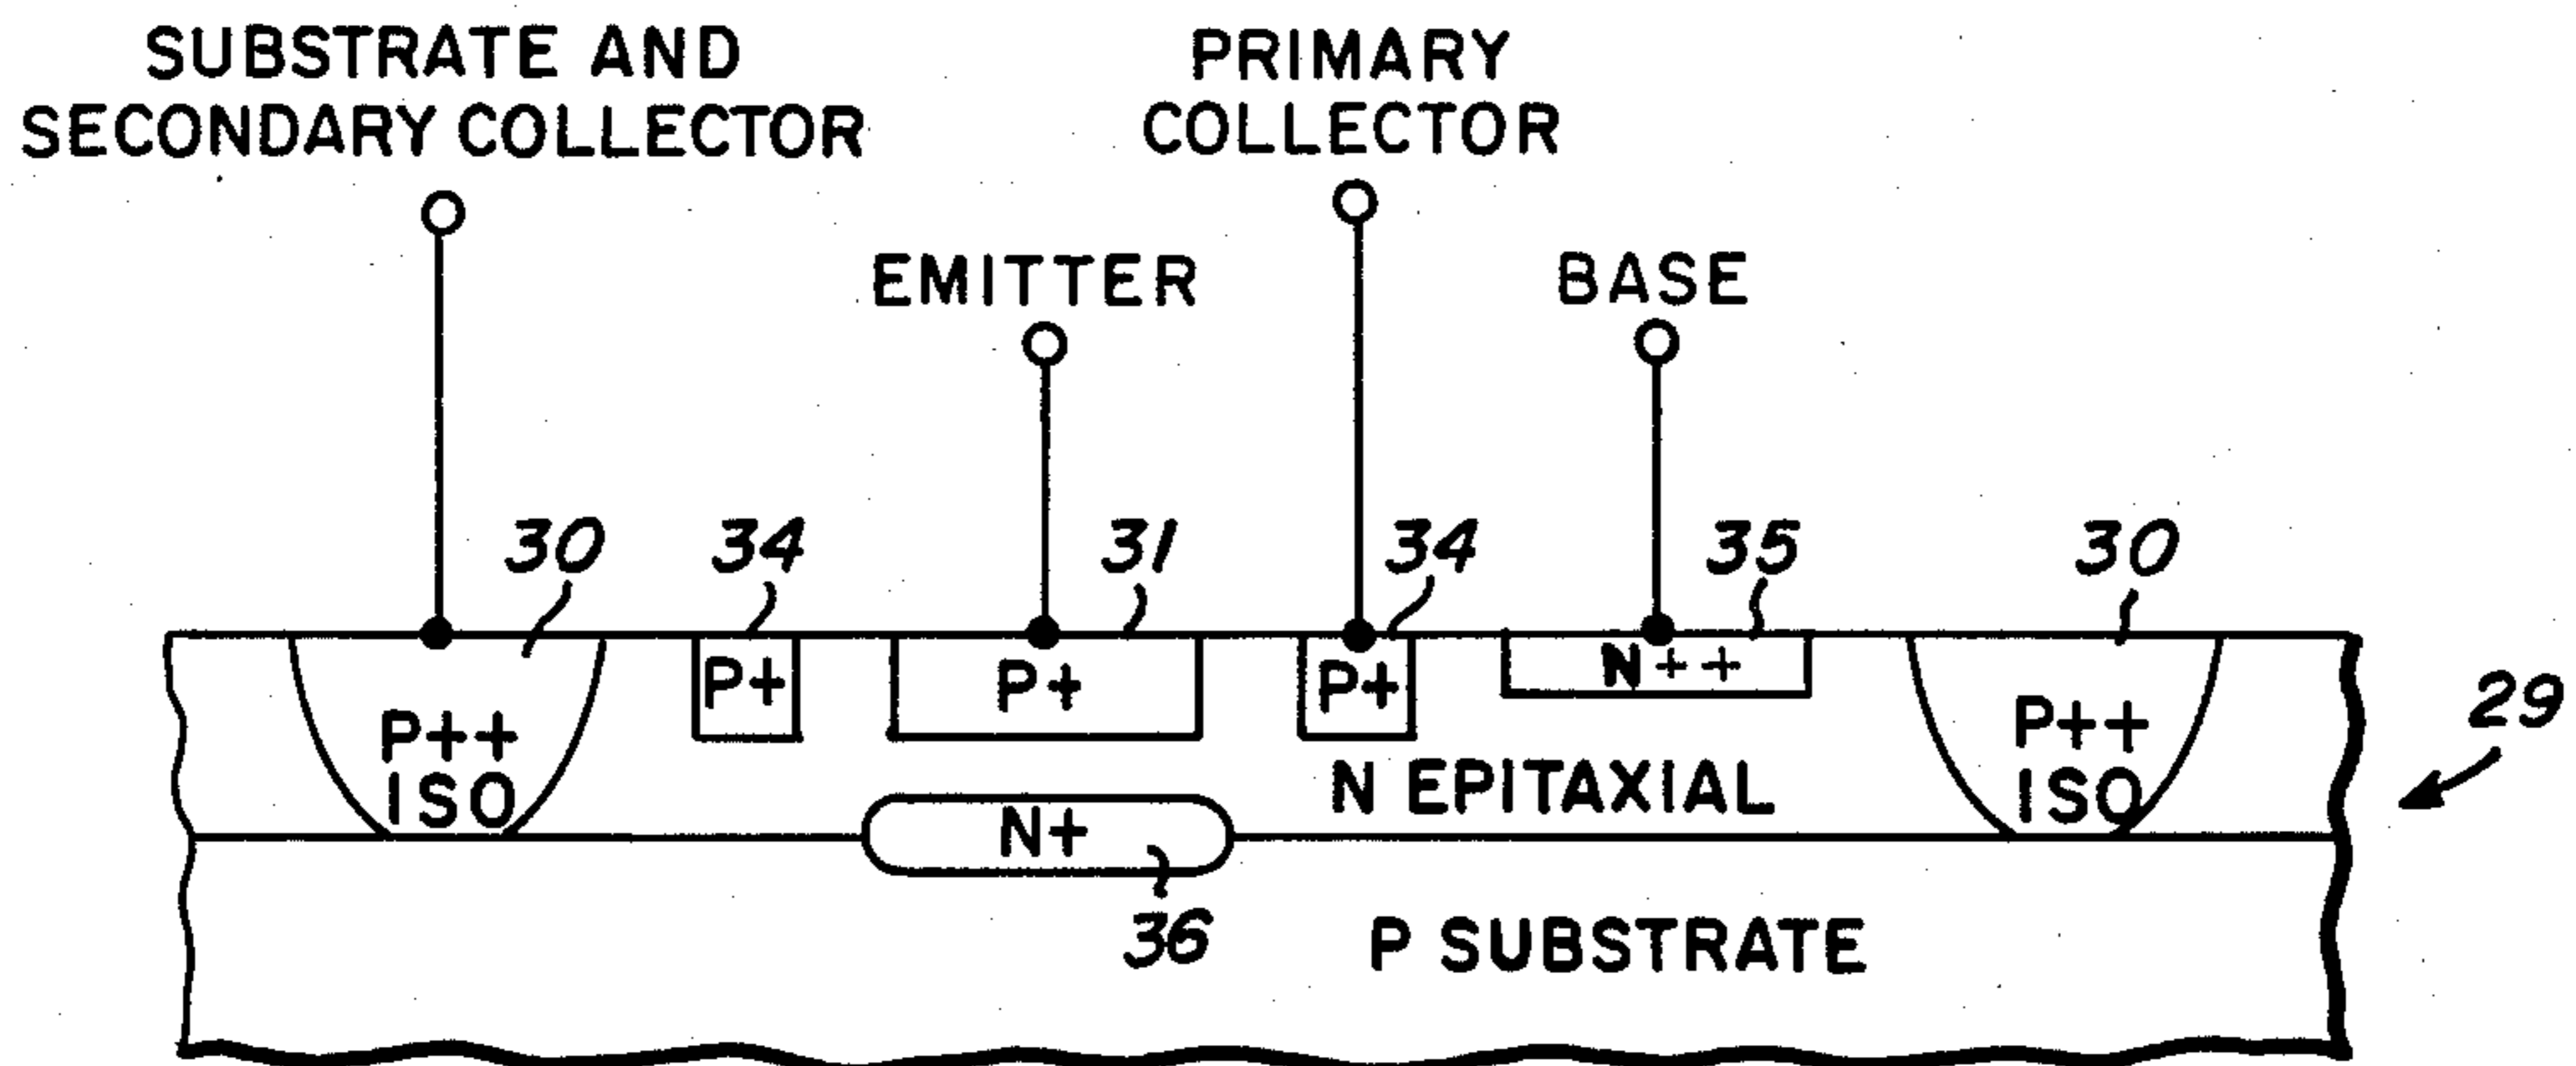 SUBSTRATE AND
SECONDARY COLLECTOR
PRIMARY
COLLECTOR
EMITTER
BASE
30
34
31
34
35
30
P++
ISO
P+
P+
P+
N++
P++
ISO
29
N EPITAXIAL
N+
36
P SUBSTRATE